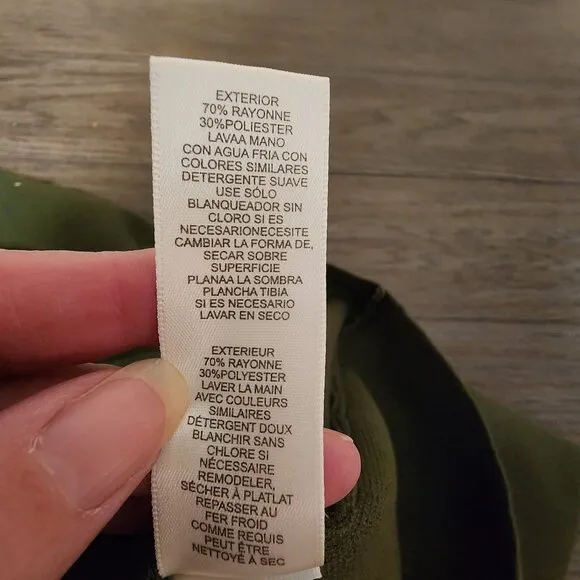 EXTERIOR
70% RAYONNE
30%POLIESTER
LAVAA MANO
CON AGUA FRIA CON
COLORES SIMILARES
DETERGENTE SUAVE
USE SÓLO
BLANQUEADOR SIN
CLORO SI ES
NECESARIONECESITE
CAMBIAR LA FORMA DE,
SECAR SOBRE
SUPERFICIE
PLANAA LA SOMBRA
PLANCHA TIBIA
SI ES NECESARIO
LAVAR EN SECO
EXTERIEUR
70% RAYONNE
30%POLYESTER
LAVER LA MAIN
AVEC COULEURS
SIMILAIRES
DÉTERGENT DOUX
BLANCHIR SANS
CHLORE SI
NÉCESSAIRE
REMODELER,
SÉCHER À PLATLAT
REPASSER AU
FER FROID
COMME REQUIS
PEUT ÊTRE
NETTOYÉ À SEC